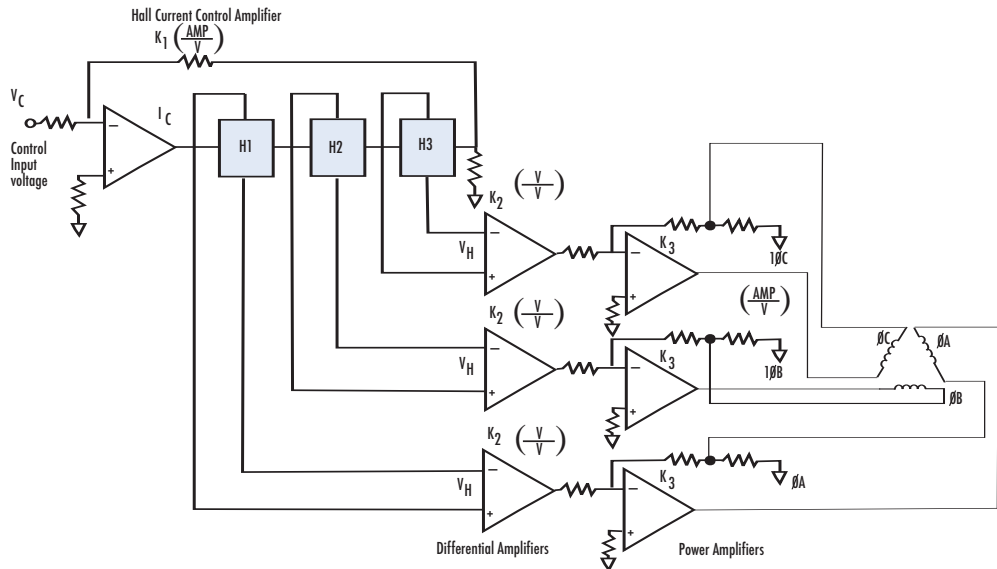 Hall Current Control Amplifier
K1 (AMP/V)
VC
IC
Control
Input
voltage
−
+
H1
H2
H3
K2 (V/V)
VH
−
+
K3
−
+
1ØC
(AMP/V)
K2 (V/V)
VH
−
+
K3
−
+
1ØB
ØC
ØA
ØB
K2 (V/V)
VH
−
+
K3
−
+
ØA
Differential Amplifiers
Power Amplifiers